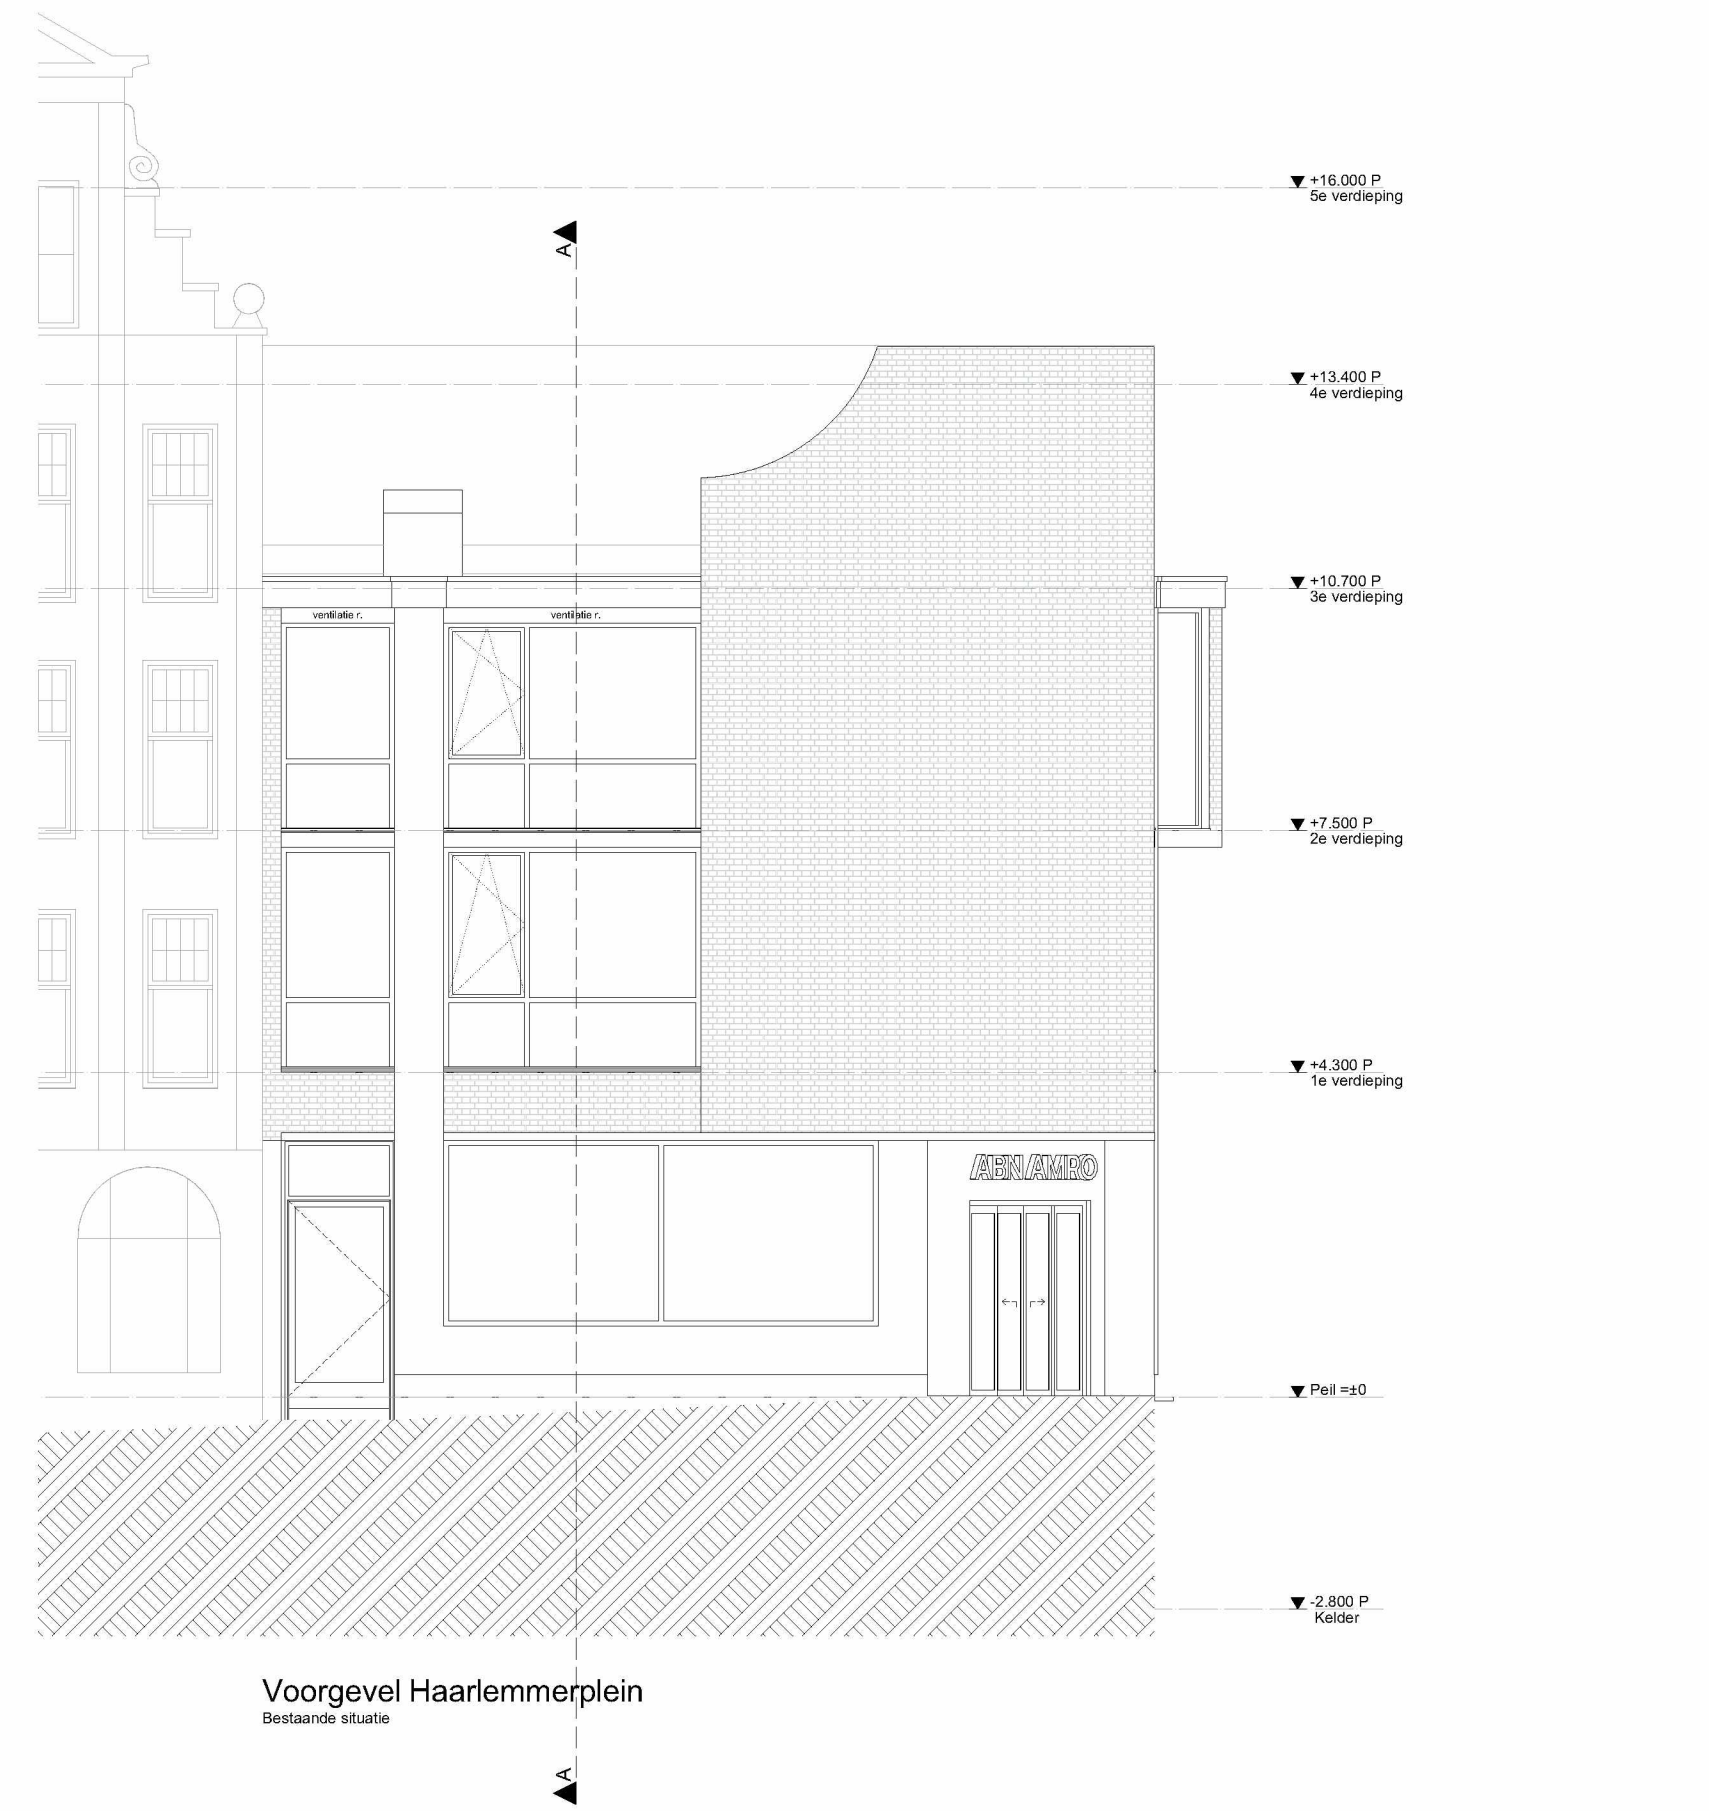 +16.000 P
5e verdieping
A
+13.400 P
4e verdieping
+10.700 P
3e verdieping
ventilatie r.
ventilatie r.
+7.500 P
2e verdieping
+4.300 P
1e verdieping
ABN AMRO
Peil =±0
-2.800 P
Kelder
Voorgevel Haarlemmerplein
Bestaande situatie
A